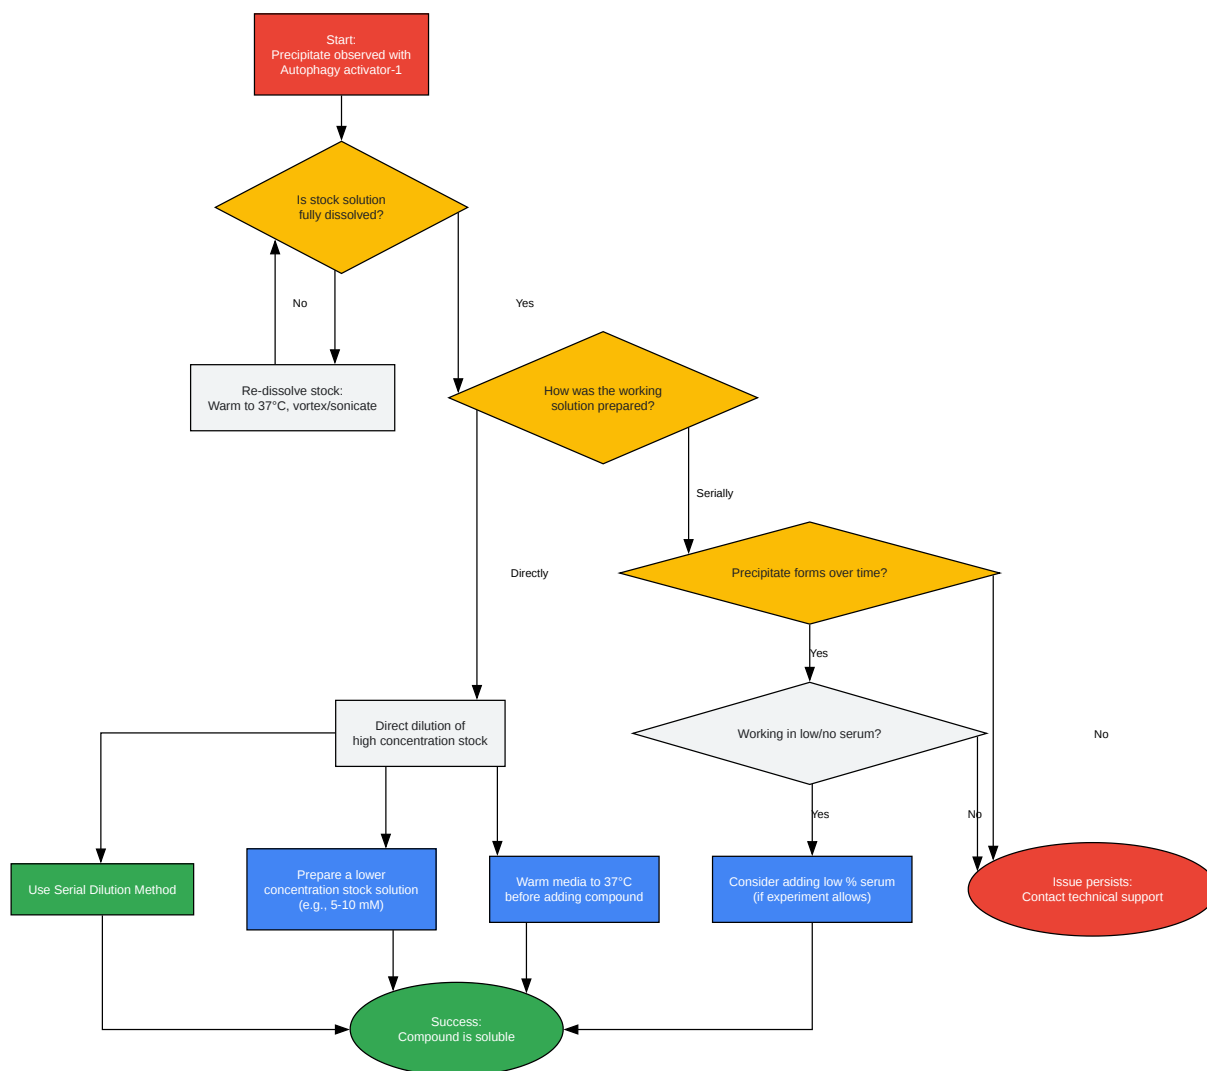 Start:
Precipitate observed with
Autophagy activator-1
Is stock solution
fully dissolved?
No
Yes
Re-dissolve stock:
Warm to 37°C, vortex/sonicate
How was the working
solution prepared?
Serially
Directly
Precipitate forms over time?
Yes
No
Direct dilution of
high concentration stock
Working in low/no serum?
Yes
No
Use Serial Dilution Method
Prepare a lower
concentration stock solution
(e.g., 5-10 mM)
Warm media to 37°C
before adding compound
Consider adding low % serum
(if experiment allows)
Issue persists:
Contact technical support
Success:
Compound is soluble